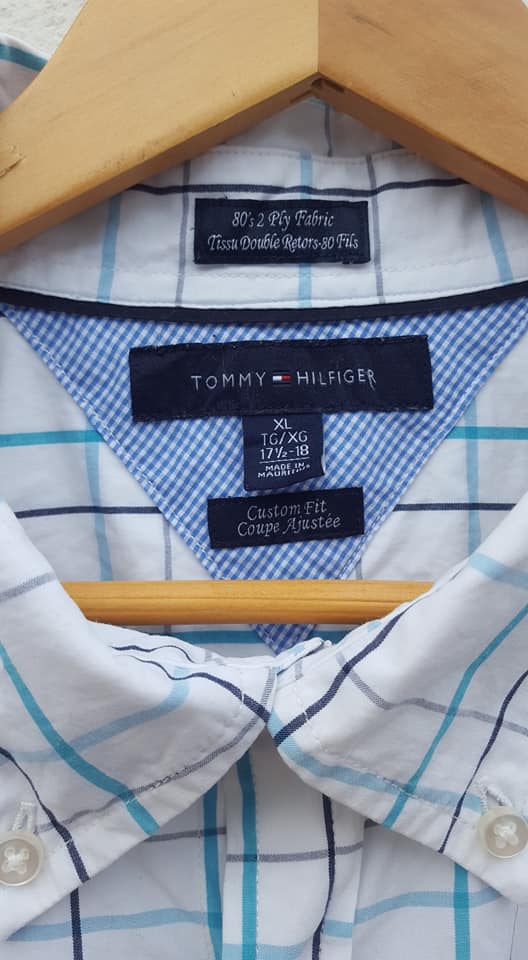 80's 2 Ply Fabric
Tissu Double Retors-80 Fils
TOMMY HILFIGER
XL
TG/XG
17½-18
MADE IN
MAURITIUS
Custom Fit
Coupe Ajustée